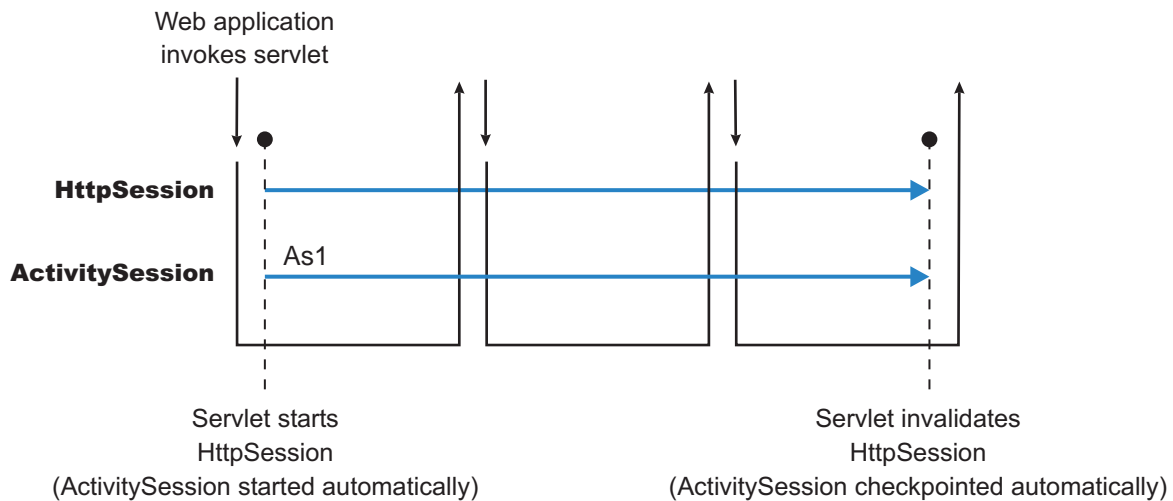 Web application
invokes servlet
HttpSession
As1
ActivitySession
Servlet starts
HttpSession
(ActivitySession started automatically)
Servlet invalidates
HttpSession
(ActivitySession checkpointed automatically)